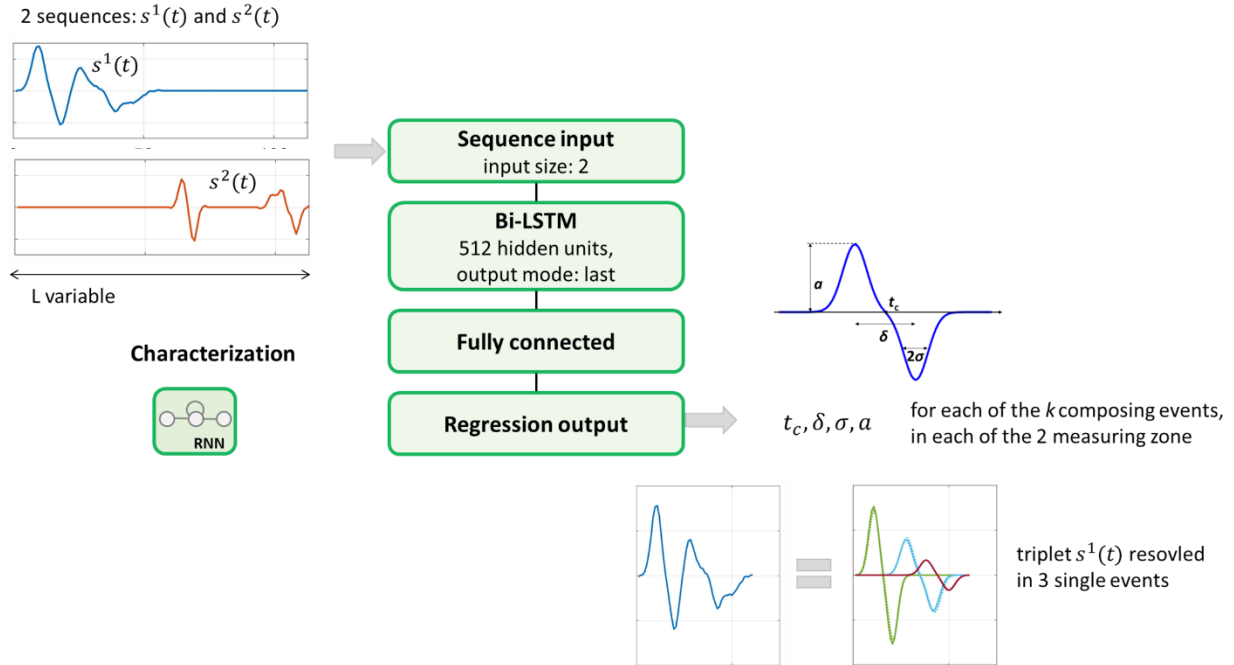 2 sequences: s¹(t) and s²(t)
s¹(t)
s²(t)
L variable
Characterization
RNN
Sequence input
input size: 2
Bi-LSTM
512 hidden units,
output mode: last
Fully connected
Regression output
a
t_c
δ
2σ
t_c, δ, σ, a
for each of the k composing events,
in each of the 2 measuring zone
triplet s¹(t) resovled
in 3 single events